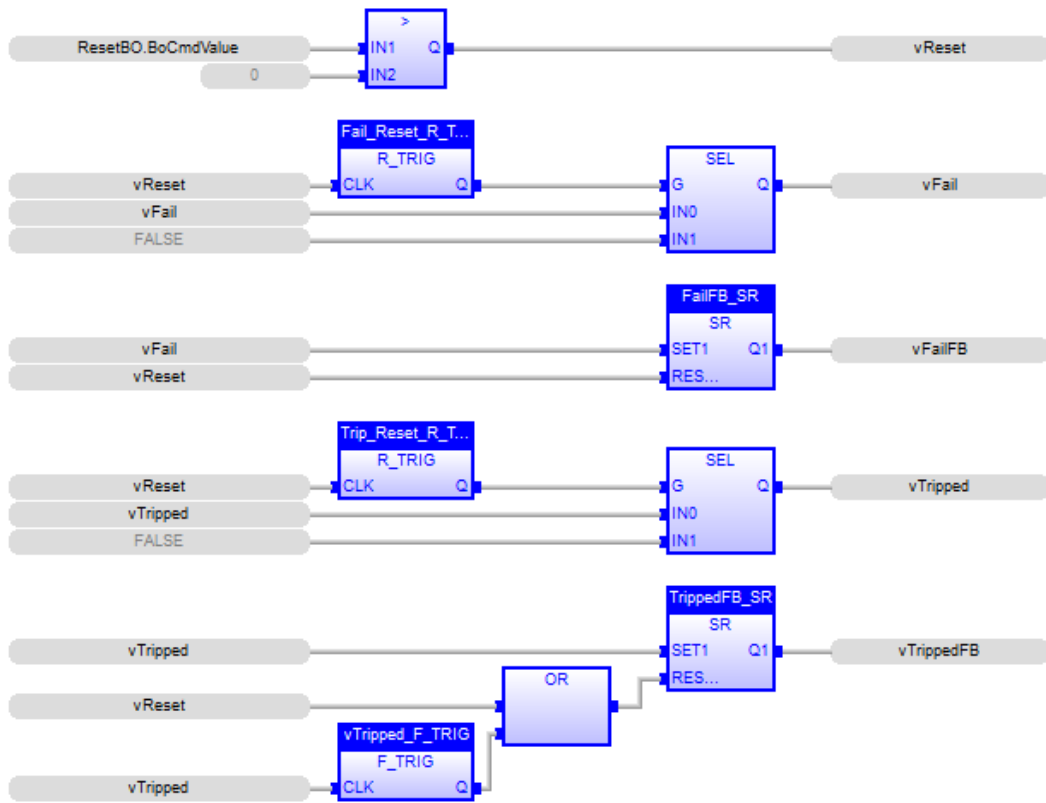 >
ResetBO.BoCmdValue IN1 Q vReset
0 IN2
Fail_Reset_R_T...
R_TRIG SEL
vReset CLK Q G Q vFail
vFail IN0
FALSE IN1
FailFB_SR
SR
vFail SET1 Q1 vFailFB
vReset RES...
Trip_Reset_R_T...
R_TRIG SEL
vReset CLK Q G Q vTripped
vTripped IN0
FALSE IN1
TrippedFB_SR
SR
vTripped SET1 Q1 vTrippedFB
OR RES...
vReset
vTripped_F_TRIG
F_TRIG
vTripped CLK Q